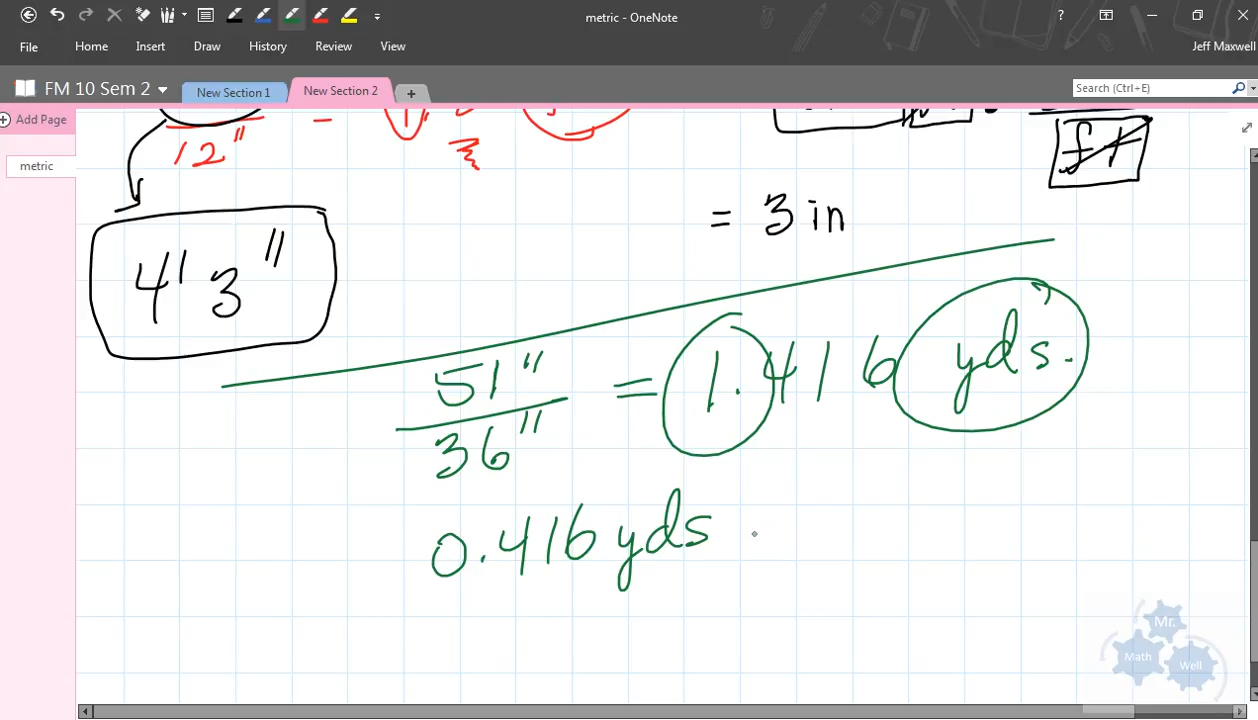 metric - OneNote
?
File
Home
Insert
Draw
History
Review
View
Jeff Maxwell
FM 10 Sem 2
New Section 1
New Section 2
+
Search (Ctrl+E)
Add Page
metric
12"
-
ft
= 3 in
4' 3"
51" = 1.416 yds.
36"
0.416 yds
Mr.
Math
Well